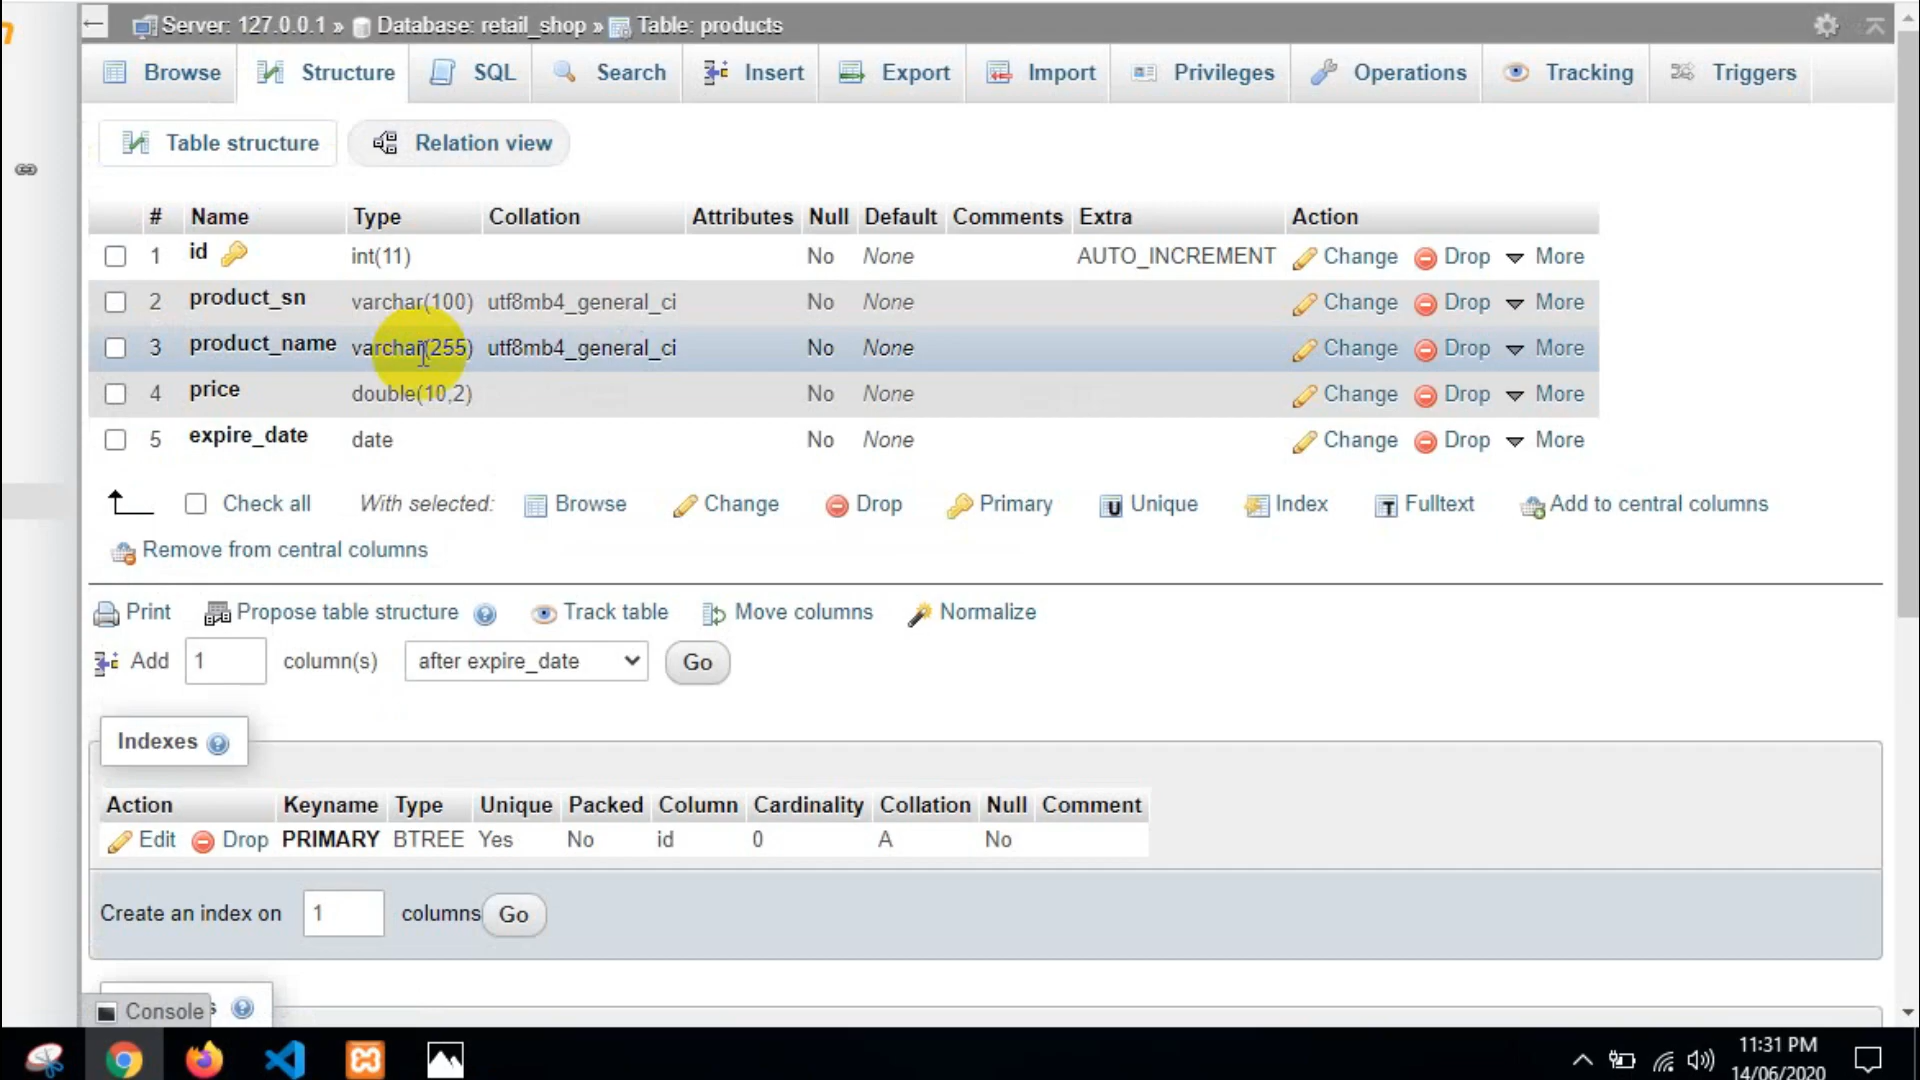 Server: 127.0.0.1 » Database: retail_shop » Table: products
Browse Structure SQL Search Insert Export Import Privileges Operations Tracking Triggers
Table structure Relation view
# Name Type Collation Attributes Null Default Comments Extra Action
1 id int(11) No None AUTO_INCREMENT Change Drop More
2 product_sn varchar(100) utf8mb4_general_ci No None Change Drop More
3 product_name varchar(255) utf8mb4_general_ci No None Change Drop More
4 price double(10,2) No None Change Drop More
5 expire_date date No None Change Drop More
Check all With selected: Browse Change Drop Primary Unique Index Fulltext Add to central columns
Remove from central columns
Print Propose table structure Track table Move columns Normalize
Add 1 column(s) after expire_date Go
Indexes
Action Keyname Type Unique Packed Column Cardinality Collation Null Comment
Edit Drop PRIMARY BTREE Yes No id 0 A No
Create an index on 1 columns Go
Console
11:31 PM
14/06/2020